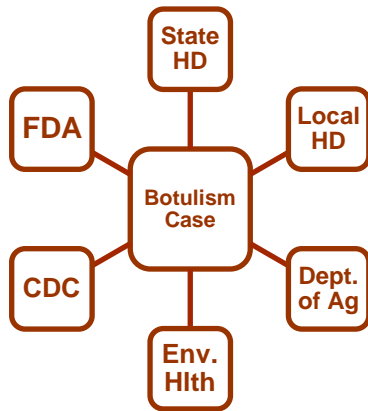 State
HD
FDA
Local
HD
Botulism
Case
CDC
Dept.
of Ag
Env.
Hlth